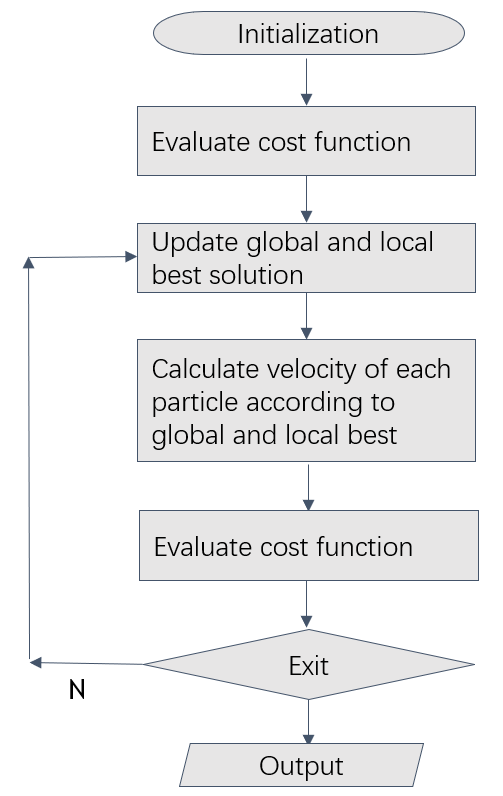 Initialization
Evaluate cost function
Update global and local
best solution
Calculate velocity of each
particle according to
global and local best
Evaluate cost function
Exit
N
Output